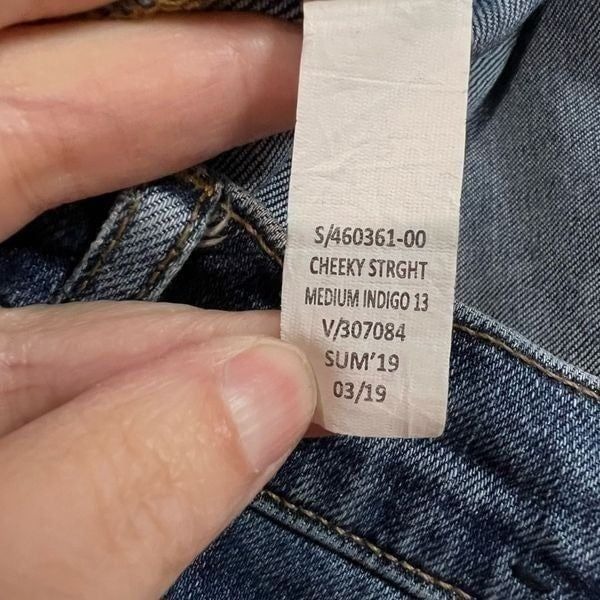 S/460361-00
CHEEKY STRGHT
MEDIUM INDIGO 13
V/307084
SUM'19
03/19